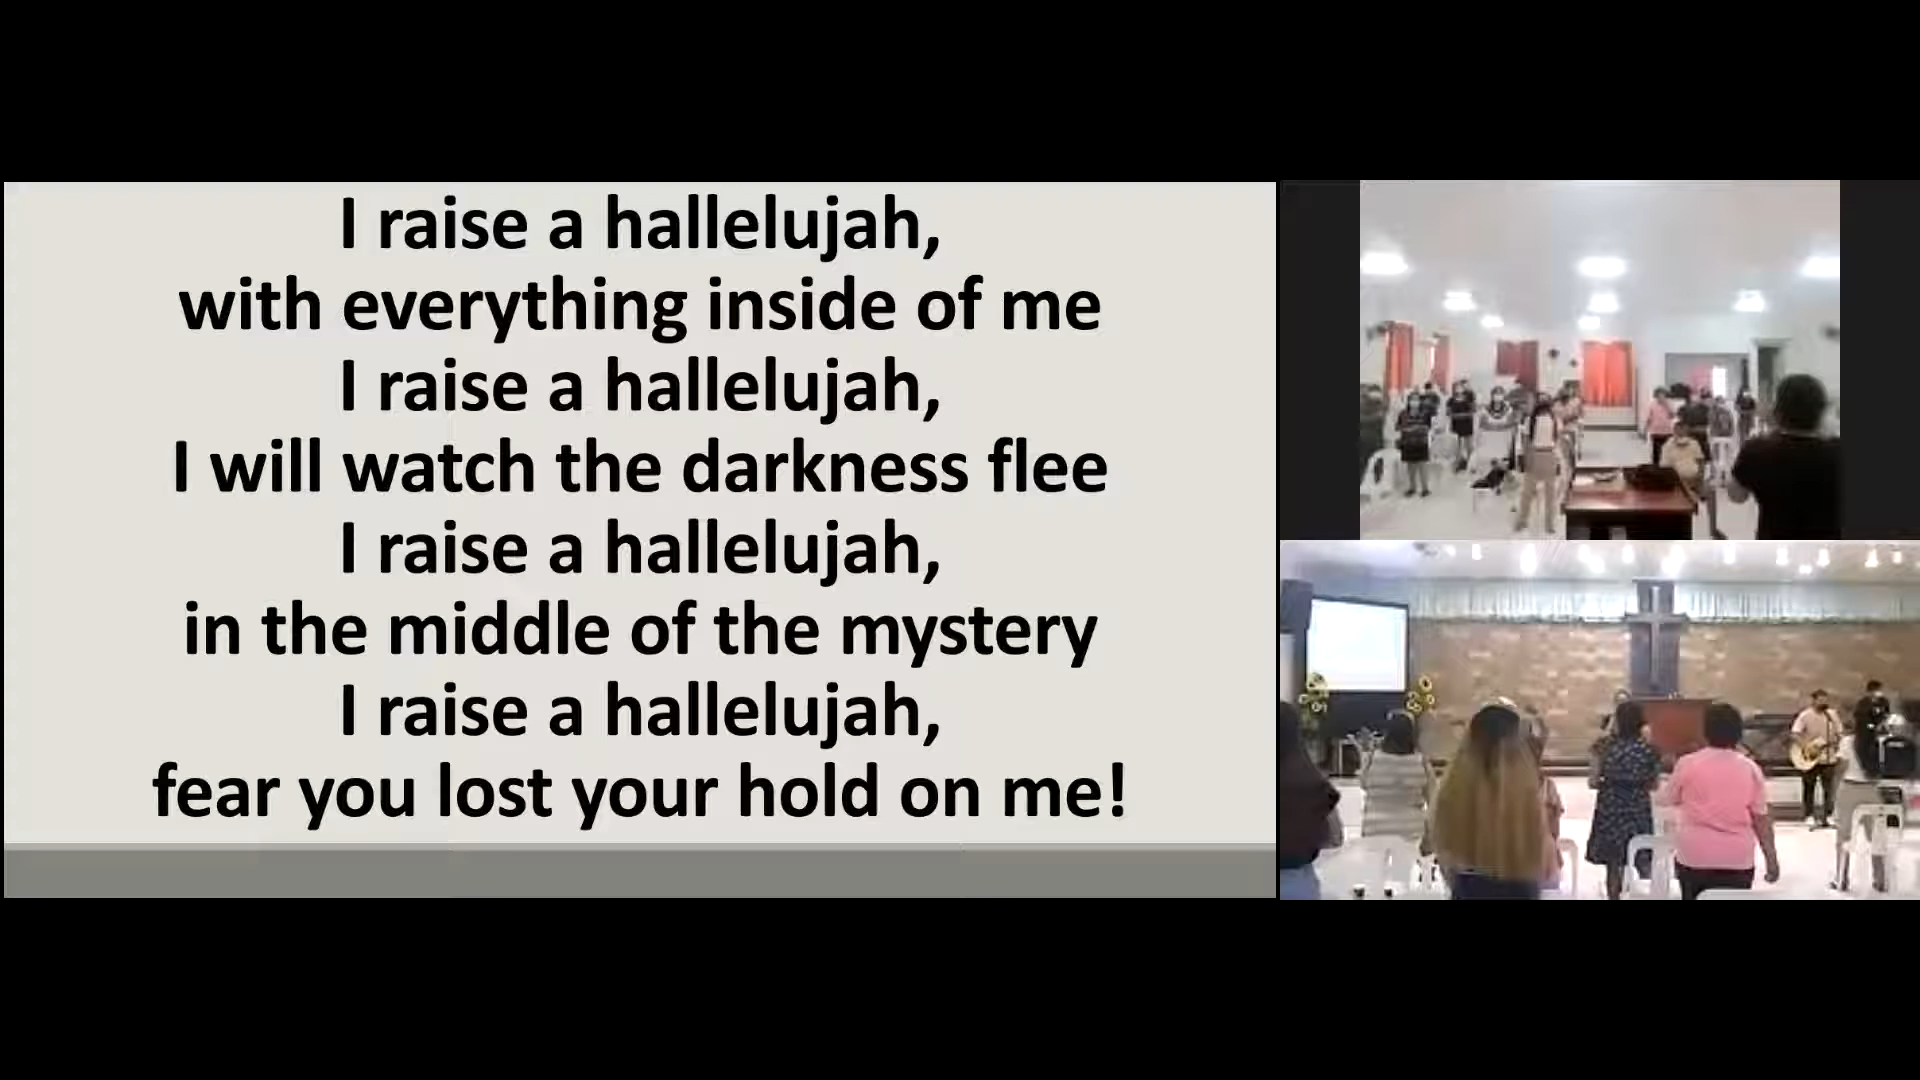 I raise a hallelujah,
with everything inside of me
I raise a hallelujah,
I will watch the darkness flee
I raise a hallelujah,
in the middle of the mystery
I raise a hallelujah,
fear you lost your hold on me!